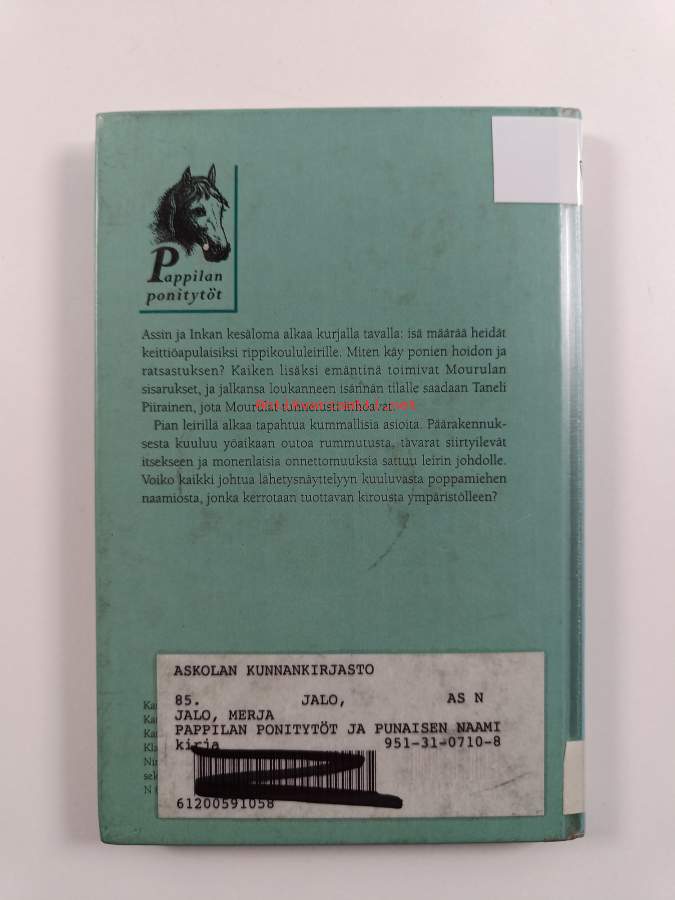 Pappilan
ponitytöt
Assin ja Inkan kesäloma alkaa kurjalla tavalla: isä määrää heidät
keittiöapulaisiksi rippikoululeirille. Miten käy ponien hoidon ja
ratsastuksen? Kaiken lisäksi emäntinä toimivat Mourulan
sisarukset, ja jalkansa loukanneen isännän tilalle saadaan Taneli
Piirainen, jota Mourulat tunnetusti inhoavat.
Pian leirillä alkaa tapahtua kummallisia asioita. Päärakennuk-
sesta kuuluu yöaikaan outoa rummutusta, tavarat siirtyilevät
itsekseen ja monenlaisia onnettomuuksia sattuu leirin johdolle.
Voiko kaikki johtua lähetysnäyttelyyn kuuluvasta poppamiehen
naamiosta, jonka kerrotaan tuottavan kirousta ympäristölleen?
ASKOLAN KUNNANKIRJASTO
85. JALO, AS N
JALO, MERJA
PAPPILAN PONITYTÖT JA PUNAISEN NAAMI
kirja 951-31-0710-8
61200591058